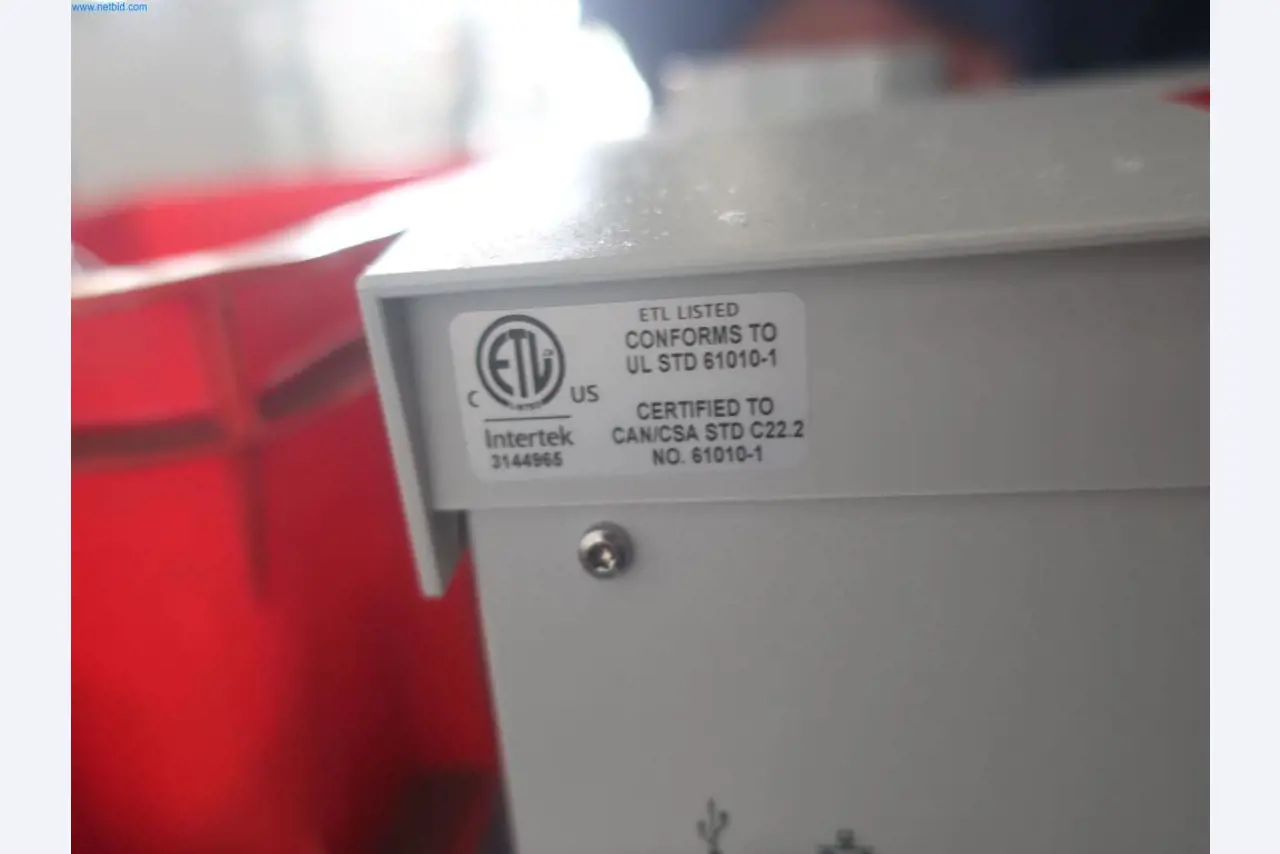 www.netbid.com
ETL LISTED
CONFORMS TO
UL STD 61010-1
ETL
C US
CERTIFIED TO
CAN/CSA STD C22.2
NO. 61010-1
Intertek
3144965